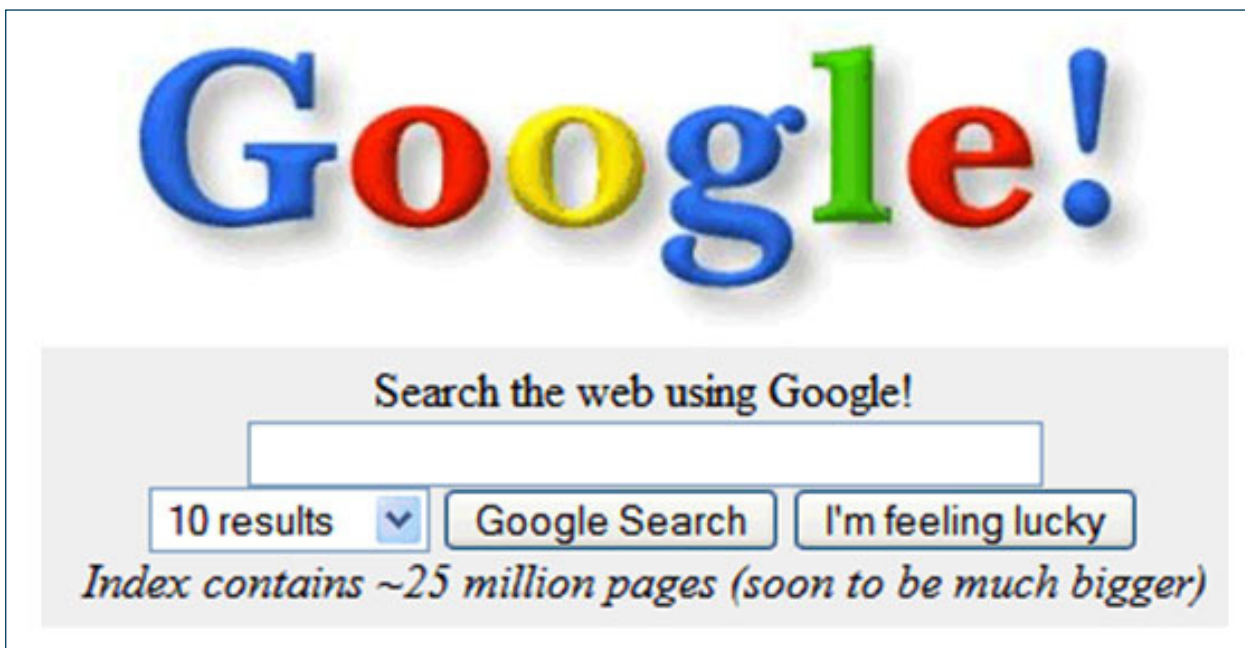 Google!
Search the web using Google!
10 results Google Search I'm feeling lucky
Index contains ~25 million pages (soon to be much bigger)